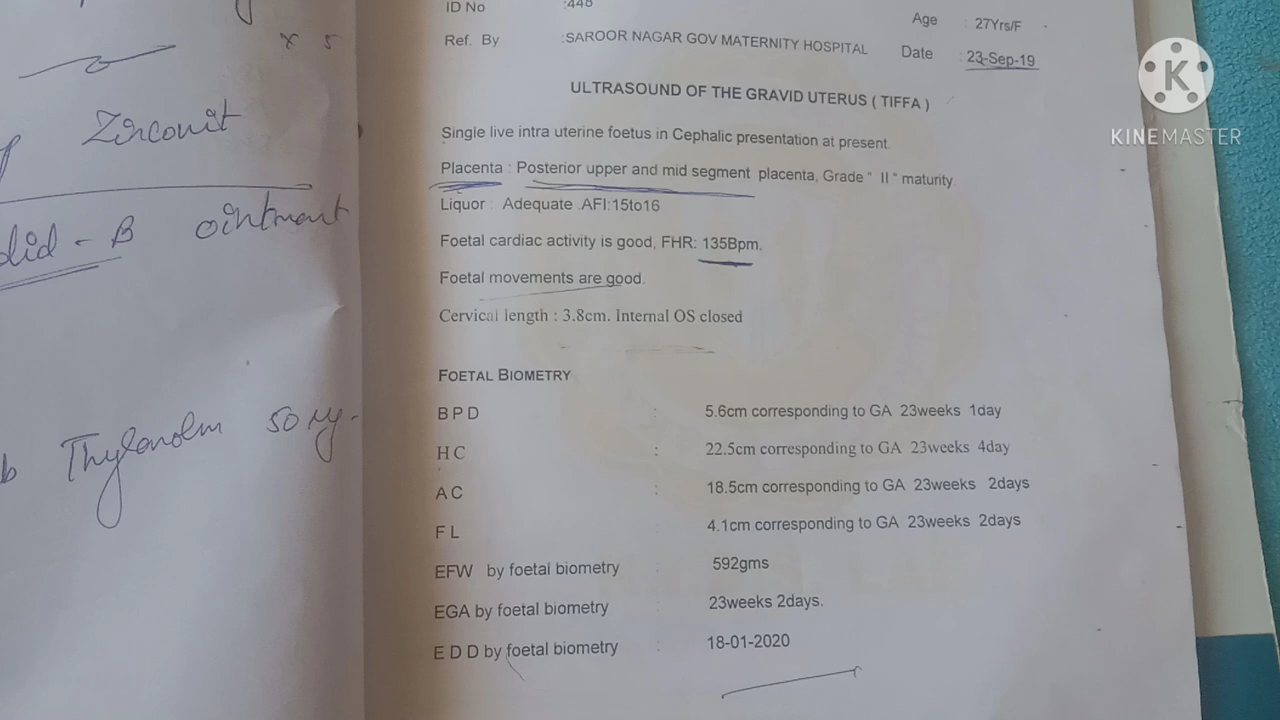 x 5
Zirconit
- B ointment
Thyronorm 50 µg.
ID No :448
Age : 27Yrs/F
Ref. By :SAROOR NAGAR GOV MATERNITY HOSPITAL
Date : 23-Sep-19
ULTRASOUND OF THE GRAVID UTERUS ( TIFFA )
Single live intra uterine foetus in Cephalic presentation at present.
Placenta : Posterior upper and mid segment placenta, Grade " II " maturity.
Liquor : Adequate .AFI:15to16
Foetal cardiac activity is good, FHR: 135Bpm.
Foetal movements are good.
Cervical length : 3.8cm. Internal OS closed
FOETAL BIOMETRY
B P D : 5.6cm corresponding to GA 23weeks 1day
H C : 22.5cm corresponding to GA 23weeks 4day
A C : 18.5cm corresponding to GA 23weeks 2days
F L : 4.1cm corresponding to GA 23weeks 2days
EFW by foetal biometry : 592gms
EGA by foetal biometry : 23weeks 2days.
E D D by foetal biometry : 18-01-2020
K
KINEMASTER